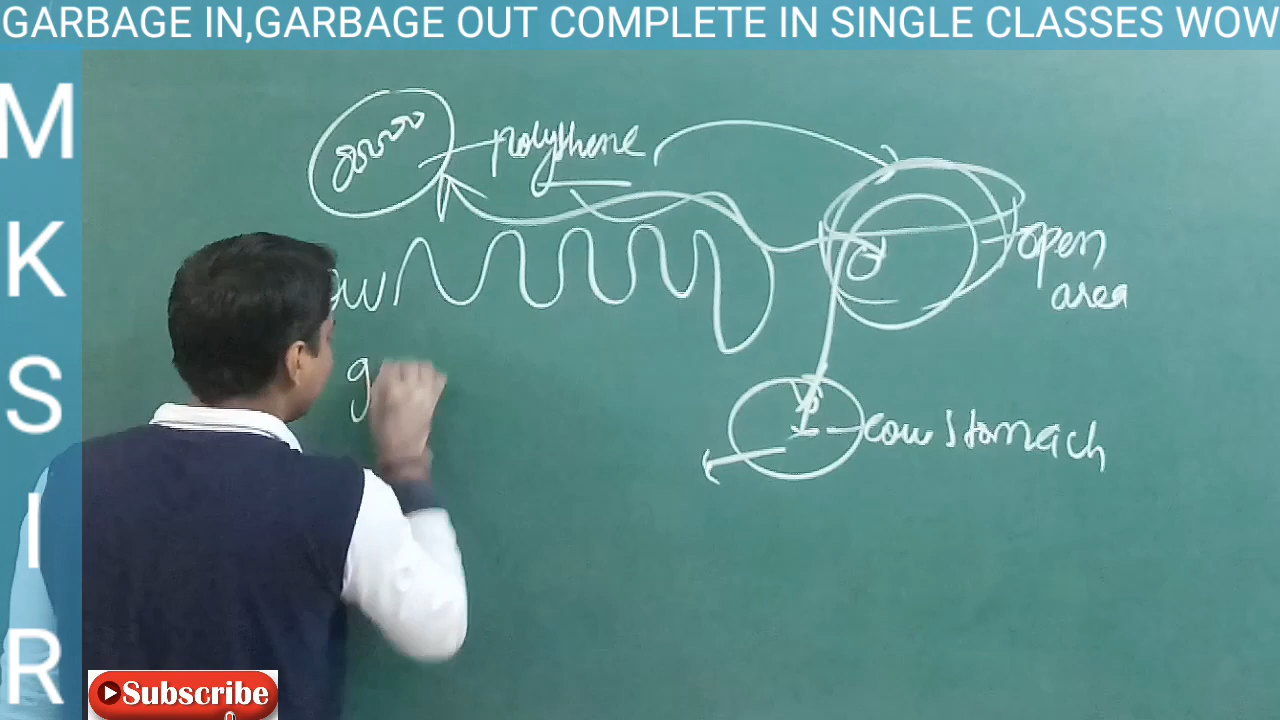 GARBAGE IN,GARBAGE OUT COMPLETE IN SINGLE CLASSES WOW
M
K
S
I
R
polythene
open
area
cow stomach
g
Subscribe